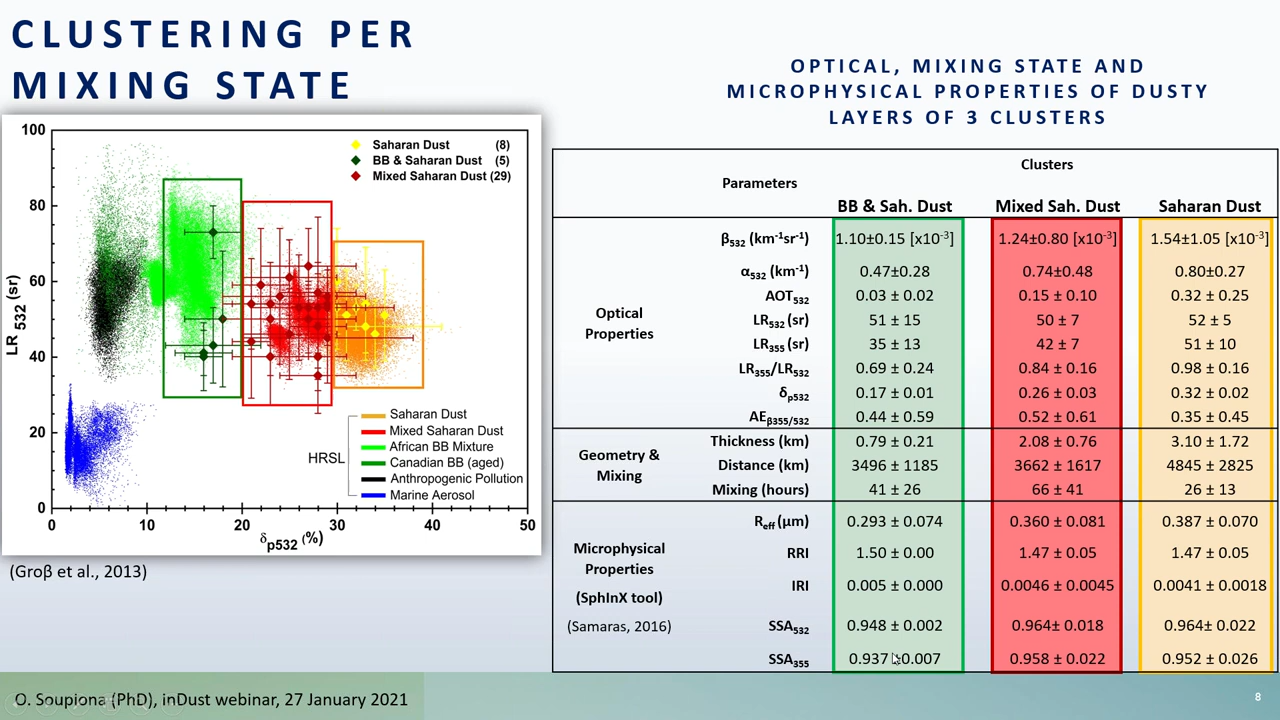 CLUSTERING PER
MIXING STATE
OPTICAL, MIXING STATE AND
MICROPHYSICAL PROPERTIES OF DUSTY
LAYERS OF 3 CLUSTERS
100
80
60
40
20
0
LR 532 (sr)
0 10 20 30 40 50
δp532 (%)
Saharan Dust (8)
BB & Saharan Dust (5)
Mixed Saharan Dust (29)
HRSL
Saharan Dust
Mixed Saharan Dust
African BB Mixture
Canadian BB (aged)
Anthropogenic Pollution
Marine Aerosol
(Groβ et al., 2013)
Parameters Clusters
BB & Sah. Dust Mixed Sah. Dust Saharan Dust
Optical Properties
β532 (km-1sr-1) 1.10±0.15 [x10-3] 1.24±0.80 [x10-3] 1.54±1.05 [x10-3]
α532 (km-1) 0.47±0.28 0.74±0.48 0.80±0.27
AOT532 0.03 ± 0.02 0.15 ± 0.10 0.32 ± 0.25
LR532 (sr) 51 ± 15 50 ± 7 52 ± 5
LR355 (sr) 35 ± 13 42 ± 7 51 ± 10
LR355/LR532 0.69 ± 0.24 0.84 ± 0.16 0.98 ± 0.16
δp532 0.17 ± 0.01 0.26 ± 0.03 0.32 ± 0.02
AEβ355/532 0.44 ± 0.59 0.52 ± 0.61 0.35 ± 0.45
Geometry & Mixing
Thickness (km) 0.79 ± 0.21 2.08 ± 0.76 3.10 ± 1.72
Distance (km) 3496 ± 1185 3662 ± 1617 4845 ± 2825
Mixing (hours) 41 ± 26 66 ± 41 26 ± 13
Microphysical Properties
(SphInX tool)
(Samaras, 2016)
Reff (μm) 0.293 ± 0.074 0.360 ± 0.081 0.387 ± 0.070
RRI 1.50 ± 0.00 1.47 ± 0.05 1.47 ± 0.05
IRI 0.005 ± 0.000 0.0046 ± 0.0045 0.0041 ± 0.0018
SSA532 0.948 ± 0.002 0.964± 0.018 0.964± 0.022
SSA355 0.937 ±0.007 0.958 ± 0.022 0.952 ± 0.026
O. Soupiona (PhD), inDust webinar, 27 January 2021
8